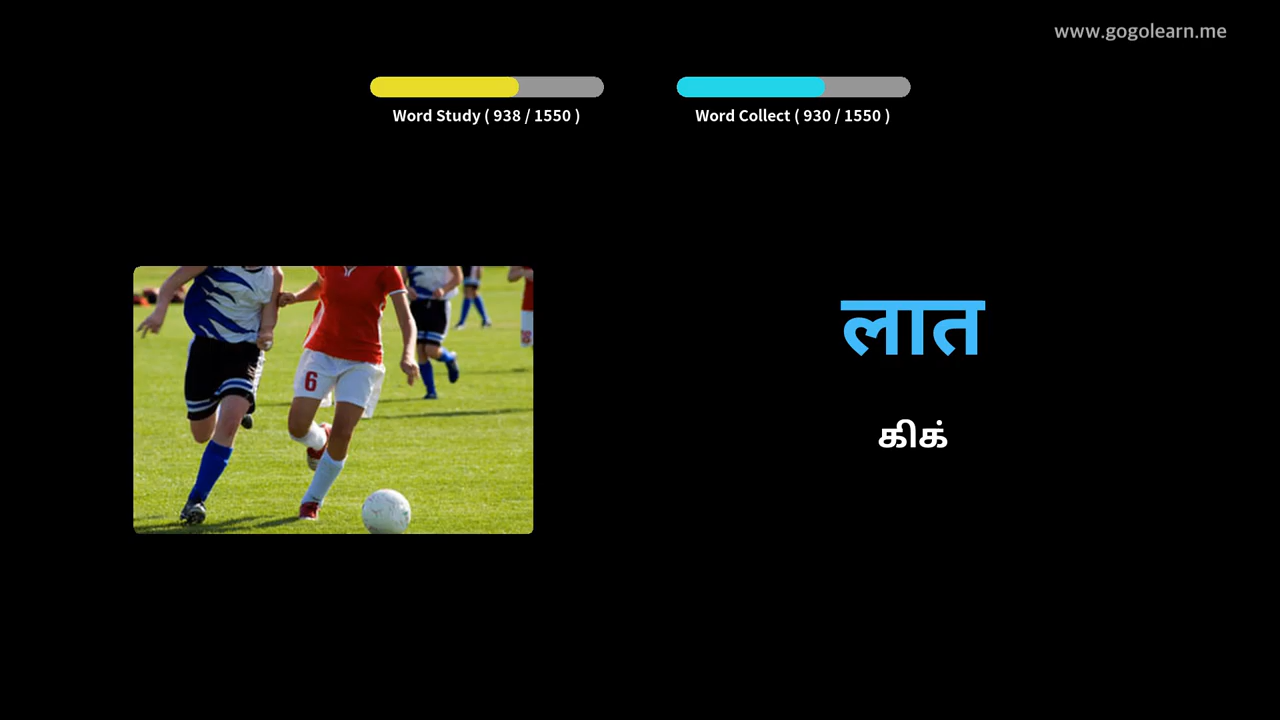 www.gogolearn.me
Word Study ( 938 / 1550 )
Word Collect ( 930 / 1550 )
लात
கிக்
6